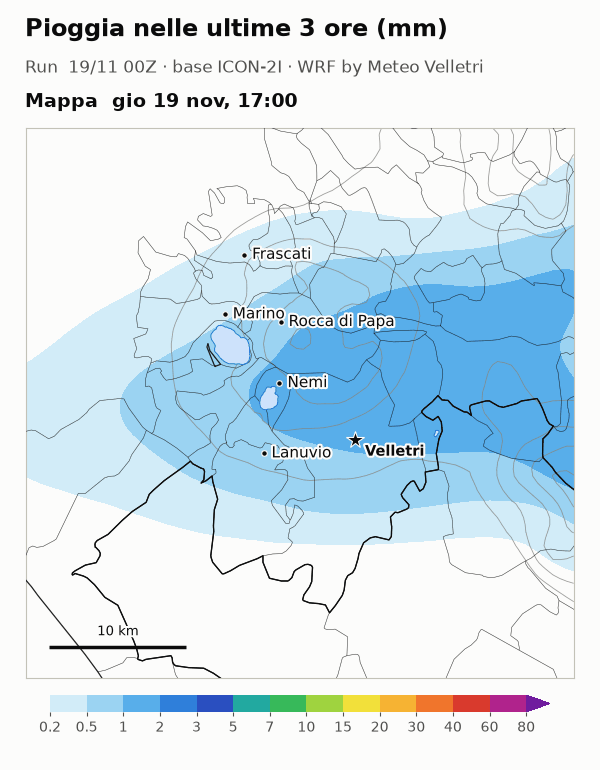 Pioggia nelle ultime 3 ore (mm)
Run 19/11 00Z · base ICON-2I · WRF by Meteo Velletri
Mappa gio 19 nov, 17:00
Frascati
Marino
Rocca di Papa
Nemi
Velletri
Lanuvio
10 km
0.2 0.5 1 2 3 5 7 10 15 20 30 40 60 80